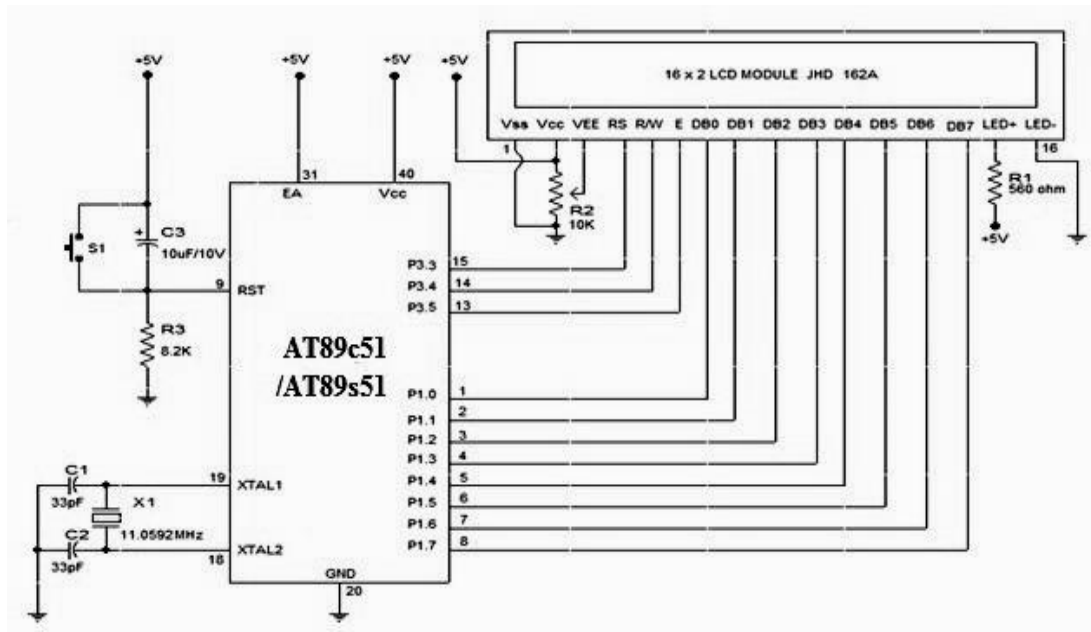 +5V
+5V
+5V
+5V
16 x 2 LCD MODULE JHD 162A
Vss Vcc VEE RS R/W E DB0 DB1 DB2 DB3 DB4 DB5 DB6 DB7 LED+ LED-
1
16
R1
560 ohm
+5V
R2
10K
31
40
EA
Vcc
S1
+
C3
10uF/10V
9
RST
R3
8.2K
P3.3
15
P3.4
14
P3.5
13
AT89c51
/AT89s51
P1.0
1
P1.1
2
P1.2
3
P1.3
4
P1.4
5
P1.5
6
P1.6
7
P1.7
8
C1
33pF
19
XTAL1
X1
11.0592MHz
C2
33pF
18
XTAL2
GND
20